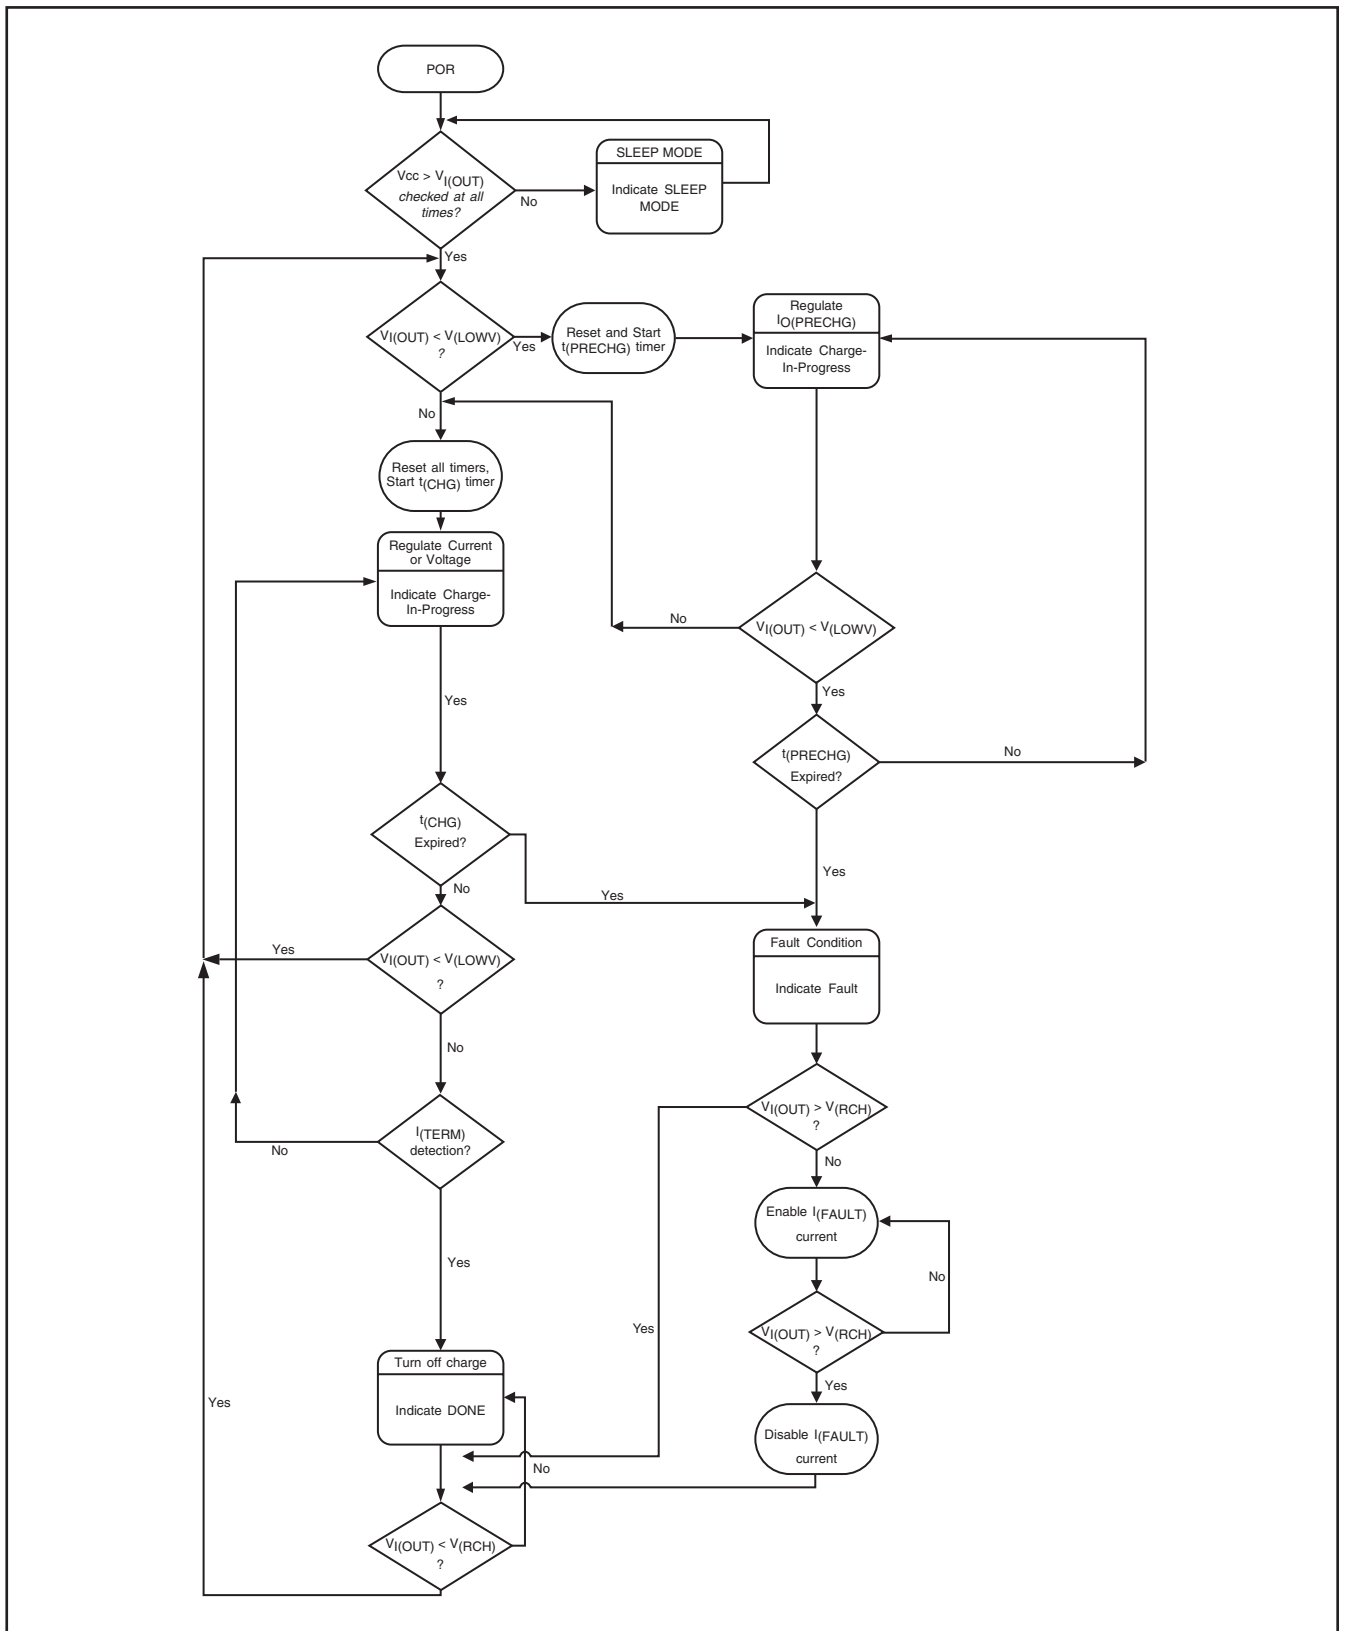 POR
Vcc > VI(OUT)
checked at all
times?
No
SLEEP MODE
Indicate SLEEP
MODE
Yes
VI(OUT) < V(LOWV)
?
Yes
Reset and Start
t(PRECHG) timer
Regulate
IO(PRECHG)
Indicate Charge-
In-Progress
No
Reset all timers,
Start t(CHG) timer
Regulate Current
or Voltage
Indicate Charge-
In-Progress
No
VI(OUT) < V(LOWV)
Yes
Yes
t(PRECHG)
Expired?
No
t(CHG)
Expired?
Yes
No
Yes
VI(OUT) < V(LOWV)
?
Yes
Fault Condition
Indicate Fault
No
VI(OUT) > V(RCH)
?
I(TERM)
detection?
No
No
Enable I(FAULT)
current
Yes
No
VI(OUT) > V(RCH)
?
Yes
Yes
Turn off charge
Indicate DONE
Yes
Disable I(FAULT)
current
No
VI(OUT) < V(RCH)
?